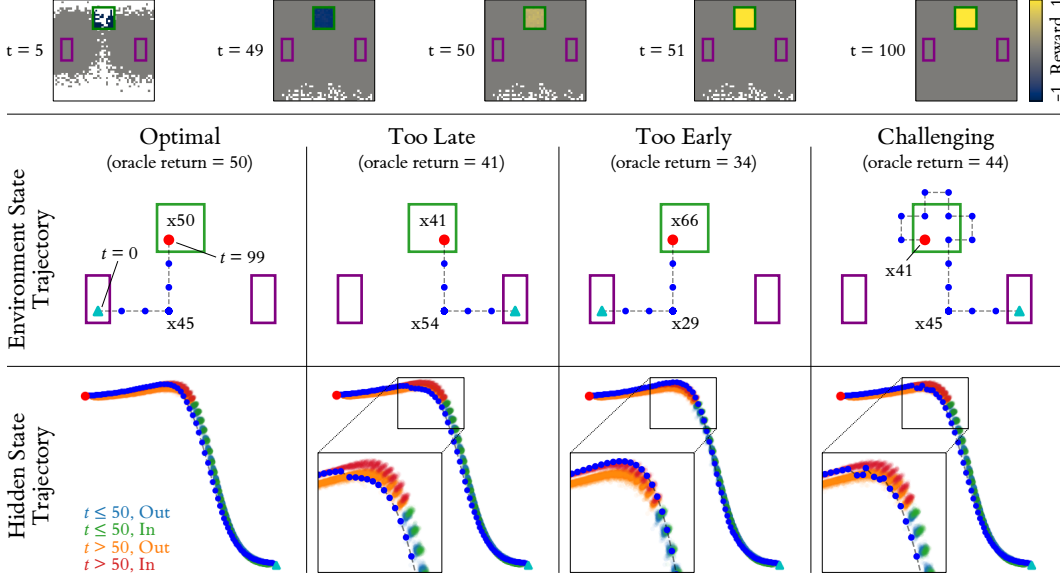 t = 5
t = 49
t = 50
t = 51
t = 100
−1 Reward 1
Optimal
(oracle return = 50)
Too Late
(oracle return = 41)
Too Early
(oracle return = 34)
Challenging
(oracle return = 44)
Environment State
Trajectory
x50
t = 0
t = 99
x45
x41
x54
x66
x29
x41
x45
Hidden State
Trajectory
t ≤ 50, Out
t ≤ 50, In
t > 50, Out
t > 50, In